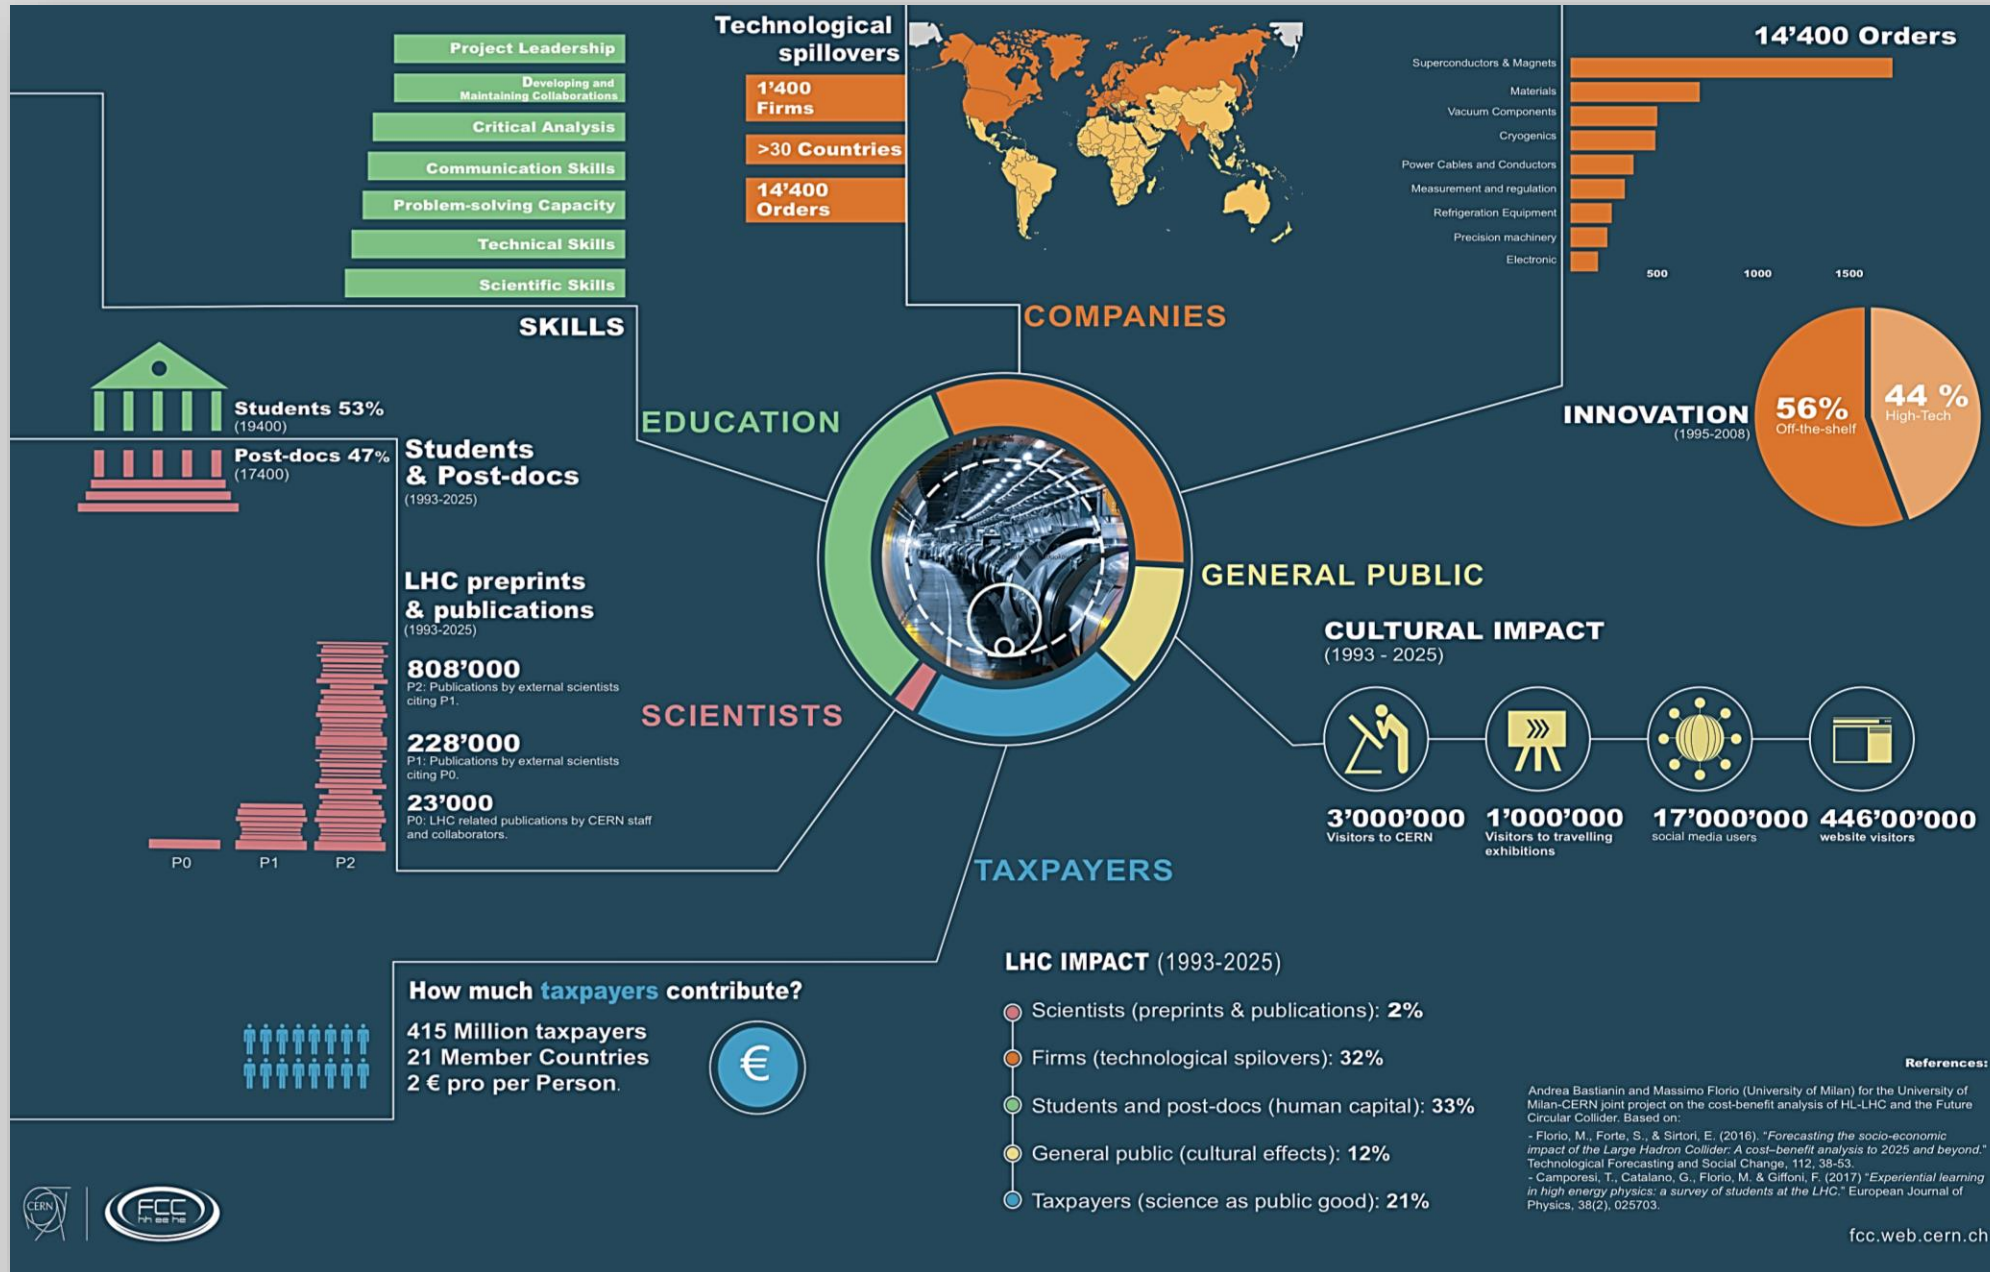 Project Leadership
Developing and
Maintaining Collaborations
Critical Analysis
Communication Skills
Problem-solving Capacity
Technical Skills
Scientific Skills
SKILLS
Technological
spillovers
1'400
Firms
>30 Countries
14'400
Orders
COMPANIES
14'400 Orders
Superconductors & Magnets
Materials
Vacuum Components
Cryogenics
Power Cables and Conductors
Measurement and regulation
Refrigeration Equipment
Precision machinery
Electronic
500 1000 1500
INNOVATION
(1995-2008)
56%
Off-the-shelf
44 %
High-Tech
EDUCATION
Students 53%
(19400)
Post-docs 47%
(17400)
Students
& Post-docs
(1993-2025)
LHC preprints
& publications
(1993-2025)
808'000
P2: Publications by external scientists
citing P1.
228'000
P1: Publications by external scientists
citing P0.
23'000
P0: LHC related publications by CERN staff
and collaborators.
P0 P1 P2
SCIENTISTS
GENERAL PUBLIC
CULTURAL IMPACT
(1993 - 2025)
3'000'000
Visitors to CERN
1'000'000
Visitors to travelling
exhibitions
17'000'000
social media users
446'00'000
website visitors
TAXPAYERS
How much taxpayers contribute?
415 Million taxpayers
21 Member Countries
2 € pro per Person.
€
LHC IMPACT (1993-2025)
Scientists (preprints & publications): 2%
Firms (technological spilovers): 32%
Students and post-docs (human capital): 33%
General public (cultural effects): 12%
Taxpayers (science as public good): 21%
References:
Andrea Bastianin and Massimo Florio (University of Milan) for the University of
Milan-CERN joint project on the cost-benefit analysis of HL-LHC and the Future
Circular Collider. Based on:
- Florio, M., Forte, S., & Sirtori, E. (2016). "Forecasting the socio-economic
impact of the Large Hadron Collider: A cost–benefit analysis to 2025 and beyond."
Technological Forecasting and Social Change, 112, 38-53.
- Camporesi, T., Catalano, G., Florio, M. & Giffoni, F. (2017) "Experiential learning
in high energy physics: a survey of students at the LHC." European Journal of
Physics, 38(2), 025703.
fcc.web.cern.ch
CERN
FCC
hh ee he